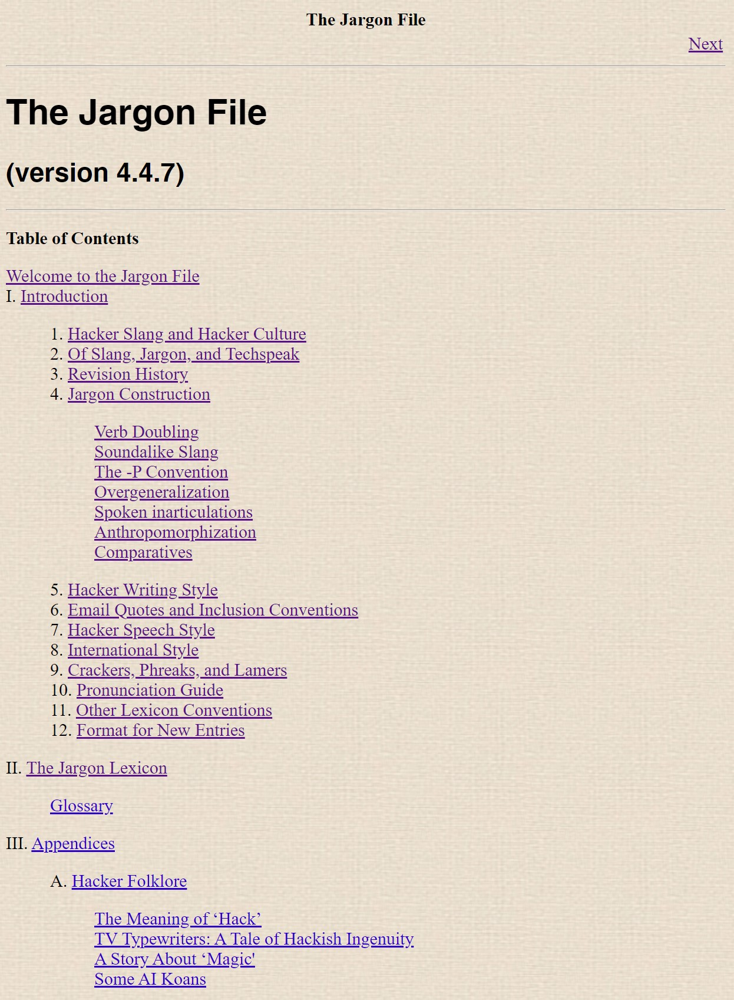 The Jargon File
Next
The Jargon File
(version 4.4.7)
Table of Contents
Welcome to the Jargon File
I. Introduction
1. Hacker Slang and Hacker Culture
2. Of Slang, Jargon, and Techspeak
3. Revision History
4. Jargon Construction
Verb Doubling
Soundalike Slang
The -P Convention
Overgeneralization
Spoken inarticulations
Anthropomorphization
Comparatives
5. Hacker Writing Style
6. Email Quotes and Inclusion Conventions
7. Hacker Speech Style
8. International Style
9. Crackers, Phreaks, and Lamers
10. Pronunciation Guide
11. Other Lexicon Conventions
12. Format for New Entries
II. The Jargon Lexicon
Glossary
III. Appendices
A. Hacker Folklore
The Meaning of ‘Hack’
TV Typewriters: A Tale of Hackish Ingenuity
A Story About ‘Magic'
Some AI Koans